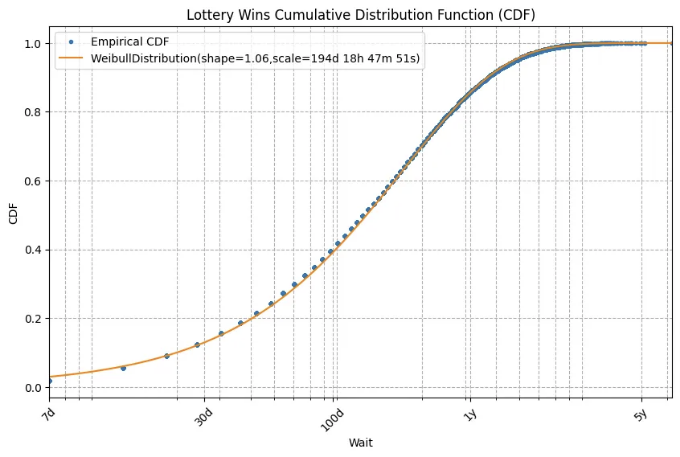 Lottery Wins Cumulative Distribution Function (CDF)
Empirical CDF
WeibullDistribution(shape=1.06,scale=194d 18h 47m 51s)
CDF
1.0
0.8
0.6
0.4
0.2
0.0
7d
30d
100d
1y
5y
Wait